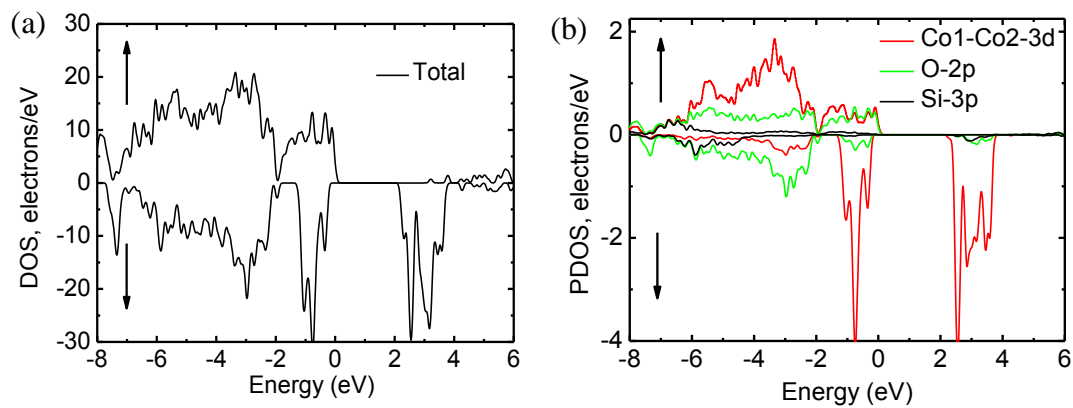 (a)
30
20
10
0
-10
-20
-30
DOS, electrons/eV
Total
-8 -6 -4 -2 0 2 4 6
Energy (eV)
(b)
2
0
-2
-4
PDOS, electrons/eV
Co1-Co2-3d
O-2p
Si-3p
-8 -6 -4 -2 0 2 4 6
Energy (eV)